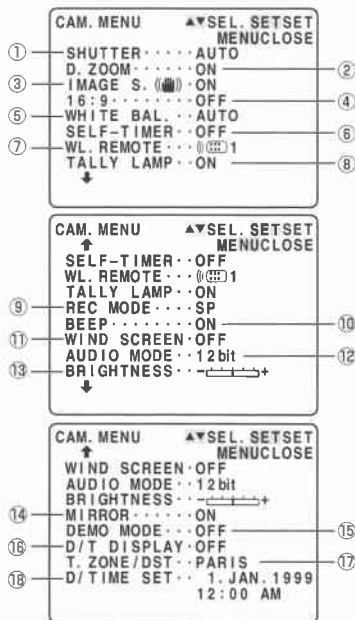 CAM. MENU ▲▼SEL. SETSET
MENUCLOSE
① SHUTTER · · · · · AUTO
D. ZOOM · · · · · ON ②
③ IMAGE S. · ON
16:9 · · · · · · · · OFF ④
⑤ WHITE BAL. · · AUTO
SELF-TIMER · · OFF ⑥
⑦ WL. REMOTE · · · 1
TALLY LAMP · · ON ⑧
CAM. MENU ▲▼SEL. SETSET
MENUCLOSE
SELF-TIMER · · OFF
WL. REMOTE · · · 1
TALLY LAMP · · ON
⑨ REC MODE · · · · SP
BEEP · · · · · · · · ON ⑩
⑪ WIND SCREEN · OFF
AUDIO MODE · · 12bit ⑫
⑬ BRIGHTNESS · · - +
CAM. MENU ▲▼SEL. SETSET
MENUCLOSE
WIND SCREEN · OFF
AUDIO MODE · · 12bit
BRIGHTNESS · · - +
⑭ MIRROR · · · · · ON
DEMO MODE · · · OFF ⑮
⑯ D/T DISPLAY · OFF
T. ZONE/DST · · PARIS ⑰
⑱ D/TIME SET · · 1. JAN. 1999
12:00 AM